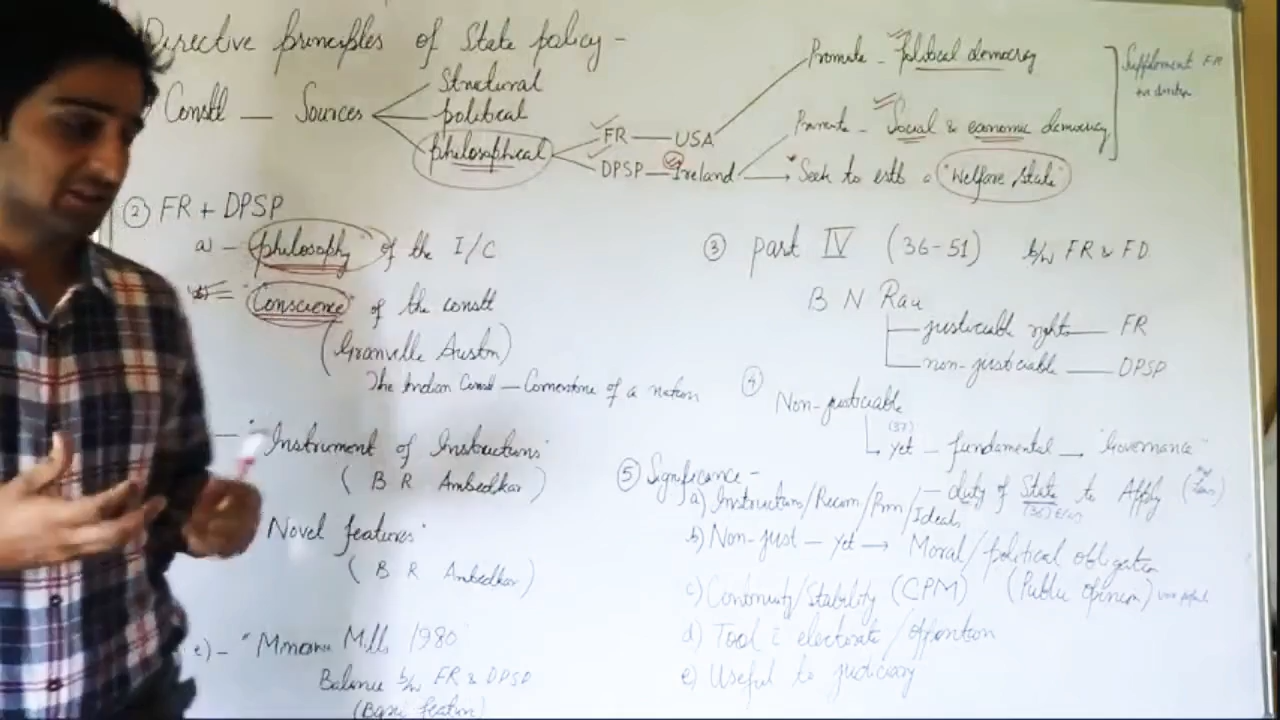 Directive principles of State policy -
Constt — Sources
Structural
political
philosophical
FR — USA
DPSP — Ireland
Promote - Political democracy
Promote - Social & economic democracy
Supplement FR
Seek to estb a "Welfare State"
② FR + DPSP
a) - "philosophy" of the I/C
"Conscience" of the constt
(Granvelle Austin)
The Indian Constt — Cornerstone of a nation
— "Instrument of Instructions"
( B R Ambedkar )
Novel features"
( B R Ambedkar )
e) - "Minerva Mills 1980"
Balance b/w FR & DPSP
(Basic feature)
③ part IV (36-51) b/w FR & FD
B N Rau
justiciable rights — FR
non-justiciable — DPSP
④ Non-justiciable
(37)
yet — fundamental → "Governance"
⑤ Significance -
a) Instructions/Recom/Prin/Ideals — duty of State to Apply
b) Non-just — yet → Moral/political obligation
(Public opinion)
c) Continuity/Stability (CPM)
d) Tool c̄ electorate/opposition
e) Useful to judiciary